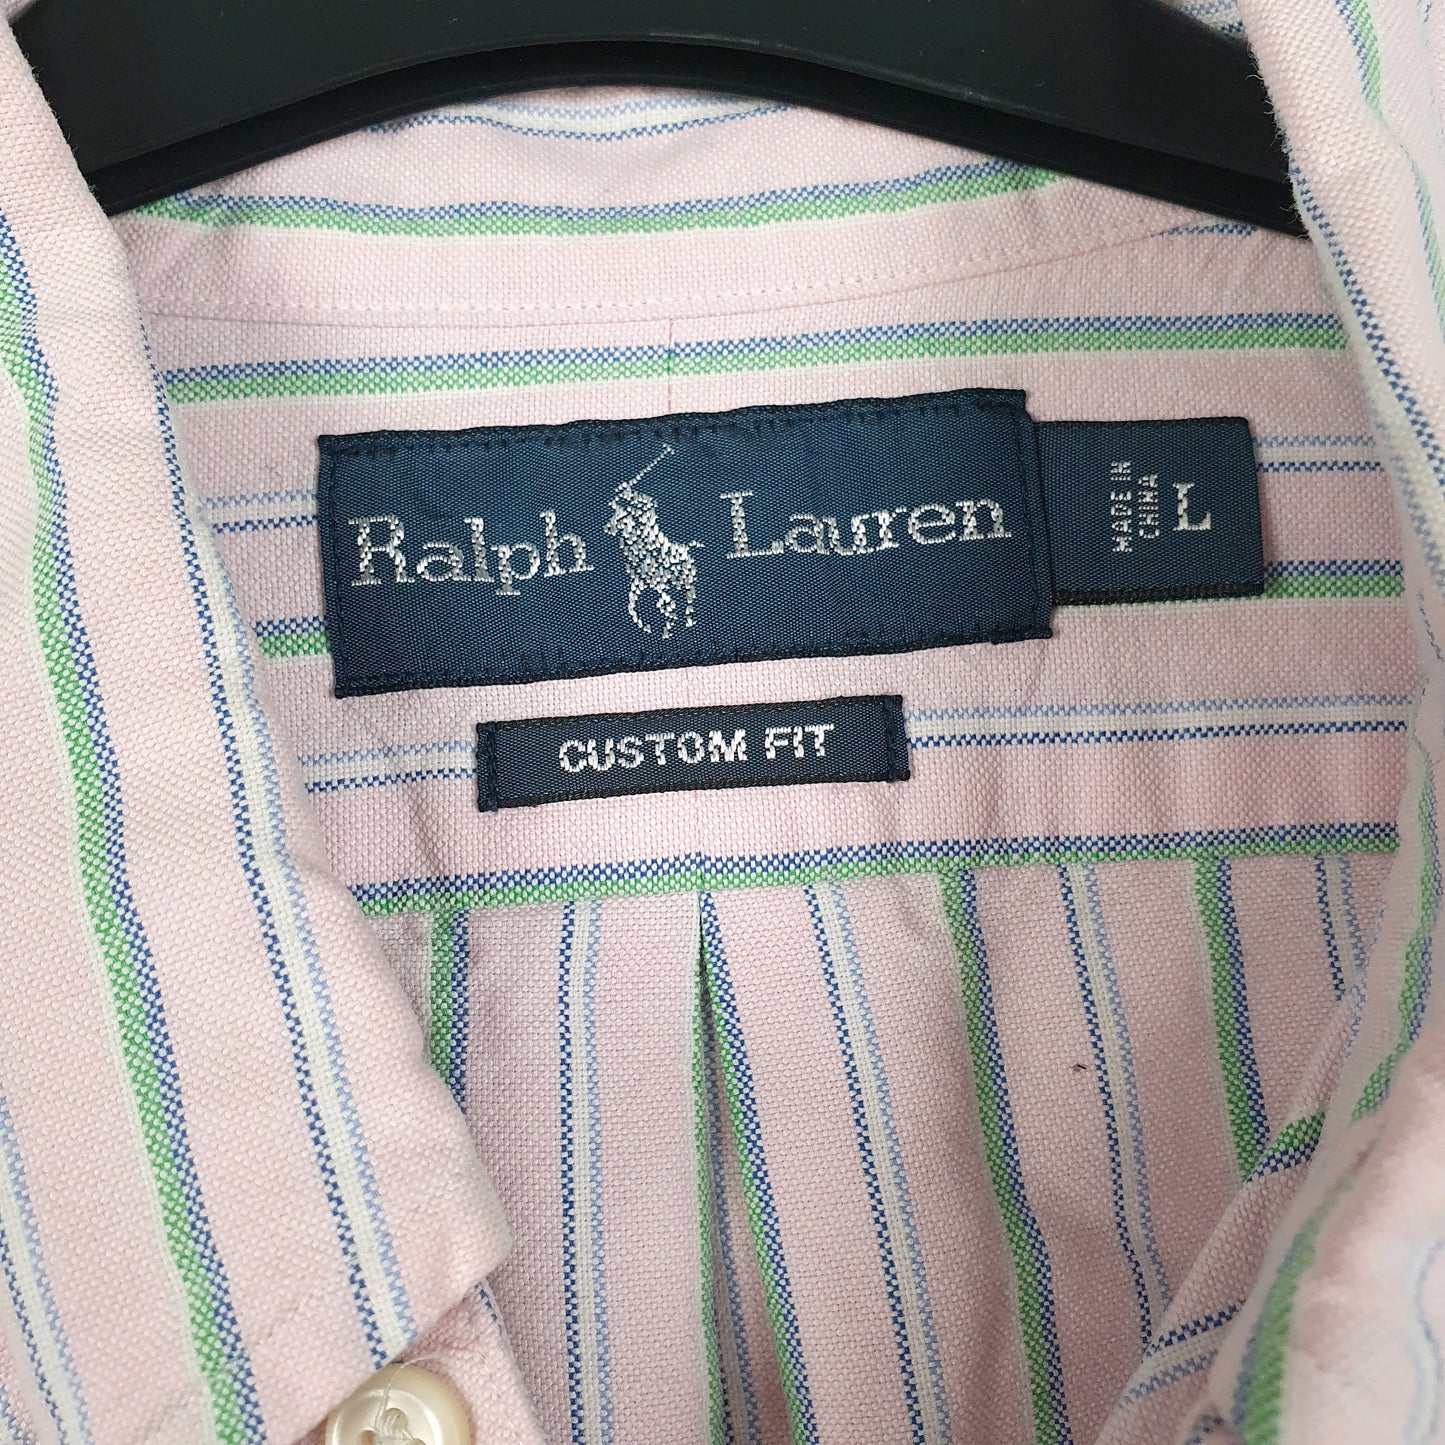 Ralph Lauren
MADE IN
CHINA
L
CUSTOM FIT